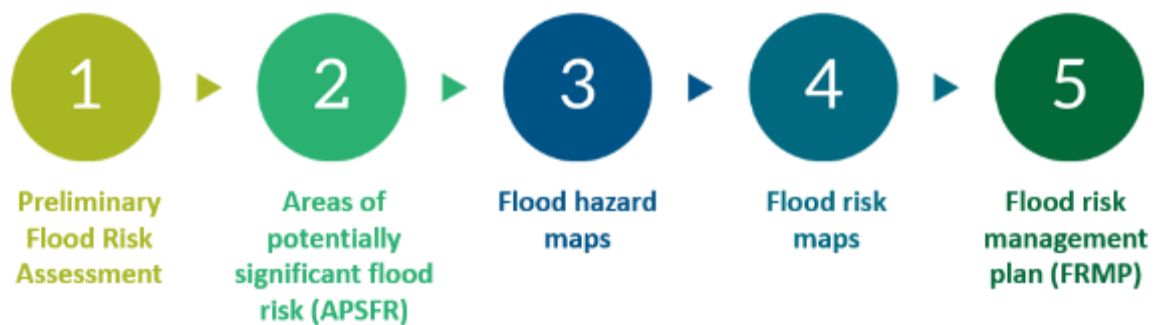 1
2
3
4
5
Preliminary
Flood Risk
Assessment
Areas of
potentially
significant flood
risk (APSFR)
Flood hazard
maps
Flood risk
maps
Flood risk
management
plan (FRMP)